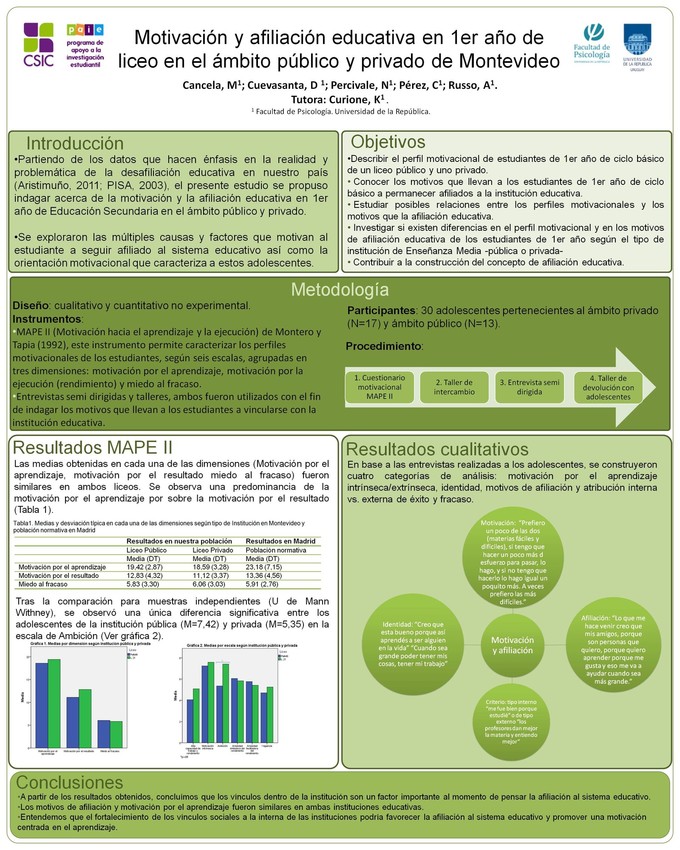 CSIC
paie
programa de
apoyo a la
investigación
estudiantil
Motivación y afiliación educativa en 1er año de
liceo en el ámbito público y privado de Montevideo
Facultad de
Psicología
UNIVERSIDAD
DE LA REPÚBLICA
URUGUAY
Cancela, M¹; Cuevasanta, D ¹; Percivale, N¹; Pérez, C¹; Russo, A¹.
Tutora: Curione, K¹ .
¹ Facultad de Psicología. Universidad de la República.
Introducción
•Partiendo de los datos que hacen énfasis en la realidad y
problemática de la desafiliación educativa en nuestro país
(Aristimuño, 2011; PISA, 2003), el presente estudio se propuso
indagar acerca de la motivación y la afiliación educativa en 1er
año de Educación Secundaria en el ámbito público y privado.
•Se exploraron las múltiples causas y factores que motivan al
estudiante a seguir afiliado al sistema educativo así como la
orientación motivacional que caracteriza a estos adolescentes.
Objetivos
•Describir el perfil motivacional de estudiantes de 1er año de ciclo básico
de un liceo público y uno privado.
• Conocer los motivos que llevan a los estudiantes de 1er año de ciclo
básico a permanecer afiliados a la institución educativa.
• Estudiar posibles relaciones entre los perfiles motivacionales y los
motivos que la afiliación educativa.
• Investigar si existen diferencias en el perfil motivacional y en los motivos
de afiliación educativa de los estudiantes de 1er año según el tipo de
institución de Enseñanza Media -pública o privada-
• Contribuir a la construcción del concepto de afiliación educativa.
Metodología
Diseño: cualitativo y cuantitativo no experimental.
Instrumentos:
•MAPE II (Motivación hacia el aprendizaje y la ejecución) de Montero y
Tapia (1992), este instrumento permite caracterizar los perfiles
motivacionales de los estudiantes, según seis escalas, agrupadas en
tres dimensiones: motivación por el aprendizaje, motivación por la
ejecución (rendimiento) y miedo al fracaso.
•Entrevistas semi dirigidas y talleres, ambos fueron utilizados con el fin
de indagar los motivos que llevan a los estudiantes a vincularse con la
institución educativa.
Participantes: 30 adolescentes pertenecientes al ámbito privado
(N=17) y ámbito público (N=13).
Procedimiento:
1. Cuestionario
motivacional
MAPE II
2. Taller de
intercambio
3. Entrevista semi
dirigida
4. Taller de
devolución con
adolescentes
Resultados MAPE II
Las medias obtenidas en cada una de las dimensiones (Motivación por el
aprendizaje, motivación por el resultado miedo al fracaso) fueron
similares en ambos liceos. Se observa una predominancia de la
motivación por el aprendizaje por sobre la motivación por el resultado
(Tabla 1).
Tabla1. Medias y desviación típica en cada una de las dimensiones según tipo de Institución en Montevideo y
población normativa en Madrid
Resultados en nuestra población Resultados en Madrid
Liceo Público Liceo Privado Población normativa
Media (DT) Media (DT) Media (DT)
Motivación por el aprendizaje 19,42 (2,87) 18,59 (3,28) 23,18 (7,15)
Motivación por el resultado 12,83 (4,32) 11,12 (3,37) 13,36 (4,56)
Miedo al fracaso 5.83 (3,30) 6,06 (3,03) 5,91 (2,76)
Tras la comparación para muestras independientes (U de Mann
Withney), se observó una única diferencia significativa entre los
adolescentes de la institución pública (M=7,42) y privada (M=5,35) en la
escala de Ambición (Ver gráfica 2).
Gráfica 1. Medias por dimensión según institución pública y privada
Gráfica 2. Medias por escala según institución pública y privada
Media
Media
Resultados cualitativos
En base a las entrevistas realizadas a los adolescentes, se construyeron
cuatro categorías de análisis: motivación por el aprendizaje
intrínseca/extrínseca, identidad, motivos de afiliación y atribución interna
vs. externa de éxito y fracaso.
Motivación: "Prefiero
un poco de las dos
(materias fáciles y
difíciles), si tengo que
hacer un poco más d
esfuerzo para pasar, lo
hago, y si no tengo que
hacerlo lo hago igual un
poquito más. A veces
prefiero las más
difíciles."
Identidad: "Creo que
esta bueno porque así
aprendés a ser alguien
en la vida" "Cuando sea
grande poder tener mis
cosas, tener mi trabajo"
Motivación
y afiliación
Afiliación: "Lo que me
hace venir creo que
mis amigos, porque
son personas que
quiero, porque quiero
aprender porque me
gusta y eso me va a
ayudar cuando sea
más grande."
Criterio: tipo interno
"me fue bien porque
estudié" o de tipo
externo "los
profesores dan mejor
la materia y entiendo
mejor"
Conclusiones
•A partir de los resultados obtenidos, concluimos que los vínculos dentro de la institución son un factor importante al momento de pensar la afiliación al sistema educativo.
•Los motivos de afiliación y motivación por el aprendizaje fueron similares en ambas instituciones educativas.
•Entendemos que el fortalecimiento de los vínculos sociales a la interna de las instituciones podría favorecer la afiliación al sistema educativo y promover una motivación
centrada en el aprendizaje.